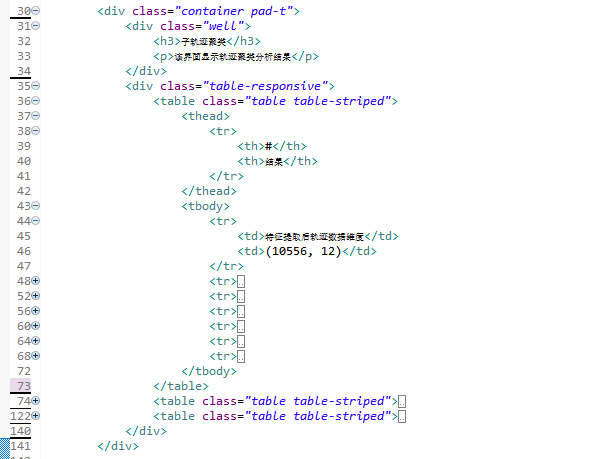 30 <div class="container pad-t">
31 <div class="well">
32 <h3>子轨迹聚类</h3>
33 <p>该界面显示轨迹聚类分析结果</p>
34 </div>
35 <div class="table-responsive">
36 <table class="table table-striped">
37 <thead>
38 <tr>
39 <th>#</th>
40 <th>结果</th>
41 </tr>
42 </thead>
43 <tbody>
44 <tr>
45 <td>特征提取后轨迹数据维度</td>
46 <td>(10556, 12)</td>
47 </tr>
48 <tr>..
52 <tr>..
56 <tr>..
60 <tr>..
64 <tr>..
68 <tr>..
72 </tbody>
73 </table>
74 <table class="table table-striped">..
122 <table class="table table-striped">..
140 </div>
141 </div>